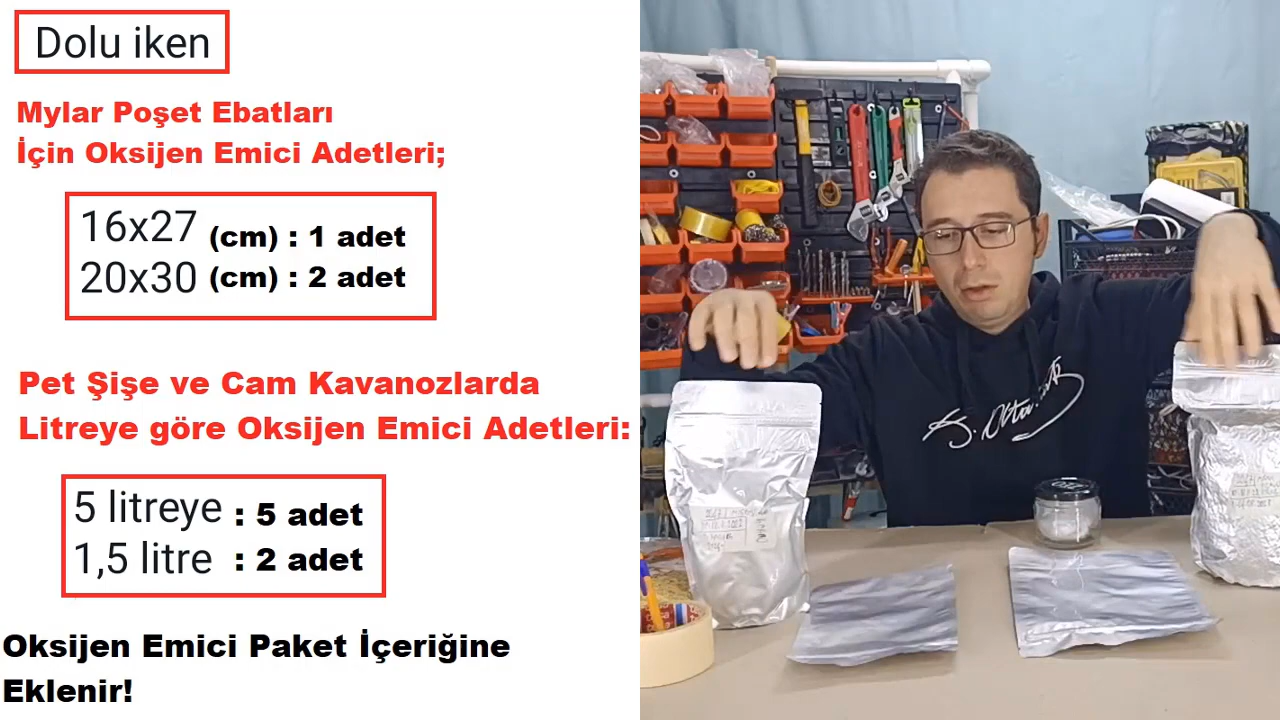 Dolu iken
Mylar Poşet Ebatları
İçin Oksijen Emici Adetleri;
16x27 (cm) : 1 adet
20x30 (cm) : 2 adet
Pet Şişe ve Cam Kavanozlarda
Litreye göre Oksijen Emici Adetleri:
5 litreye : 5 adet
1,5 litre : 2 adet
Oksijen Emici Paket İçeriğine
Eklenir!